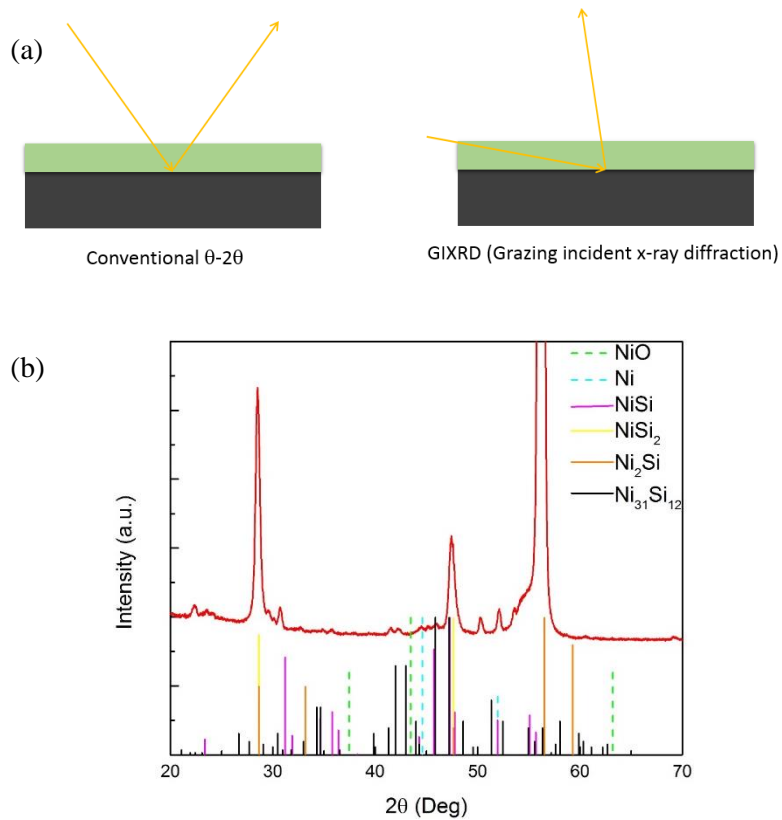 (a)
Conventional θ-2θ
GIXRD (Grazing incident x-ray diffraction)
(b)
Intensity (a.u.)
NiO
Ni
NiSi
NiSi₂
Ni₂Si
Ni₃₁Si₁₂
20 30 40 50 60 70
2θ (Deg)